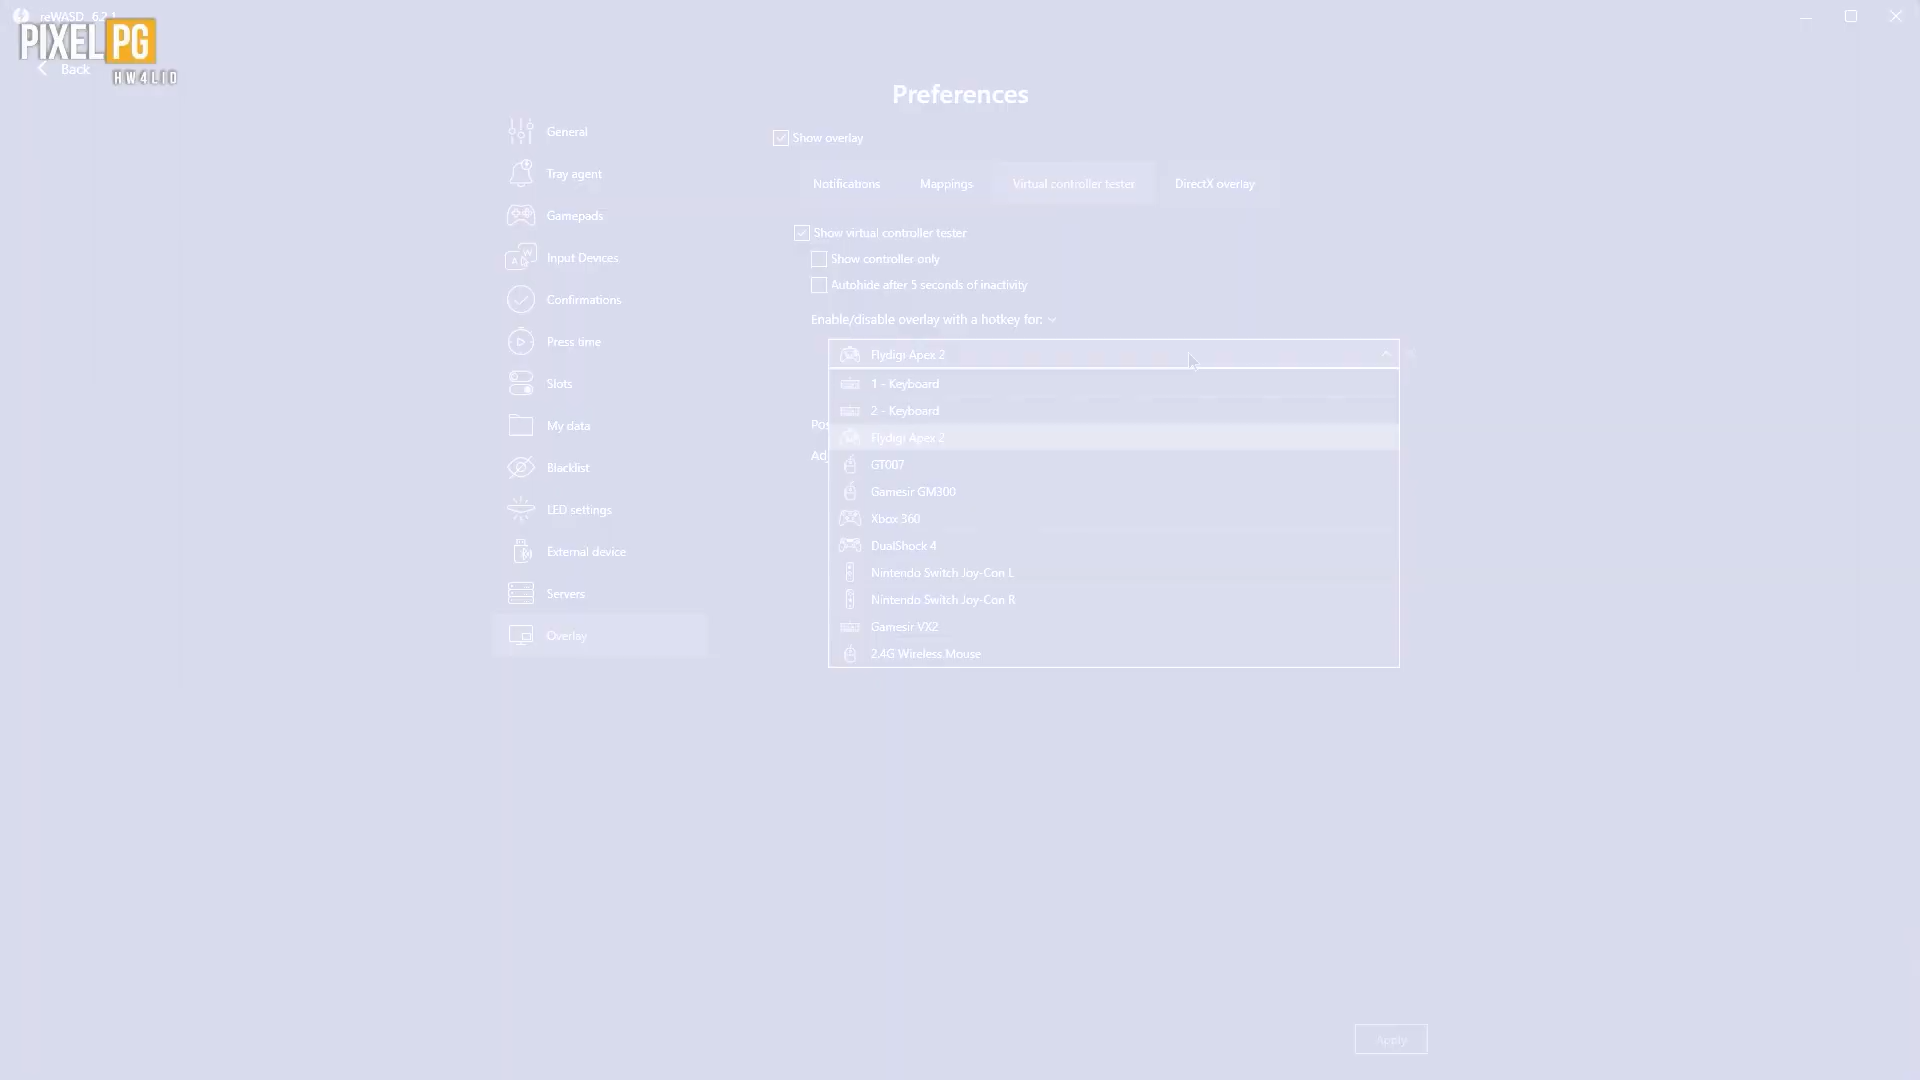 reWASD 6.2.1
PIXEL PG
HW4LID
Back
Preferences
General
Tray agent
Gamepads
Input Devices
Confirmations
Press time
Slots
My data
Blacklist
LED settings
External device
Servers
Overlay
Show overlay
Notifications
Mappings
Virtual controller tester
DirectX overlay
Show virtual controller tester
Show controller only
Autohide after 5 seconds of inactivity
Enable/disable overlay with a hotkey for:
Flydigi Apex 2
1 - Keyboard
2 - Keyboard
Flydigi Apex 2
GT007
Gamesir GM300
Xbox 360
DualShock 4
Nintendo Switch Joy-Con L
Nintendo Switch Joy-Con R
Gamesir VX2
2.4G Wireless Mouse
Apply